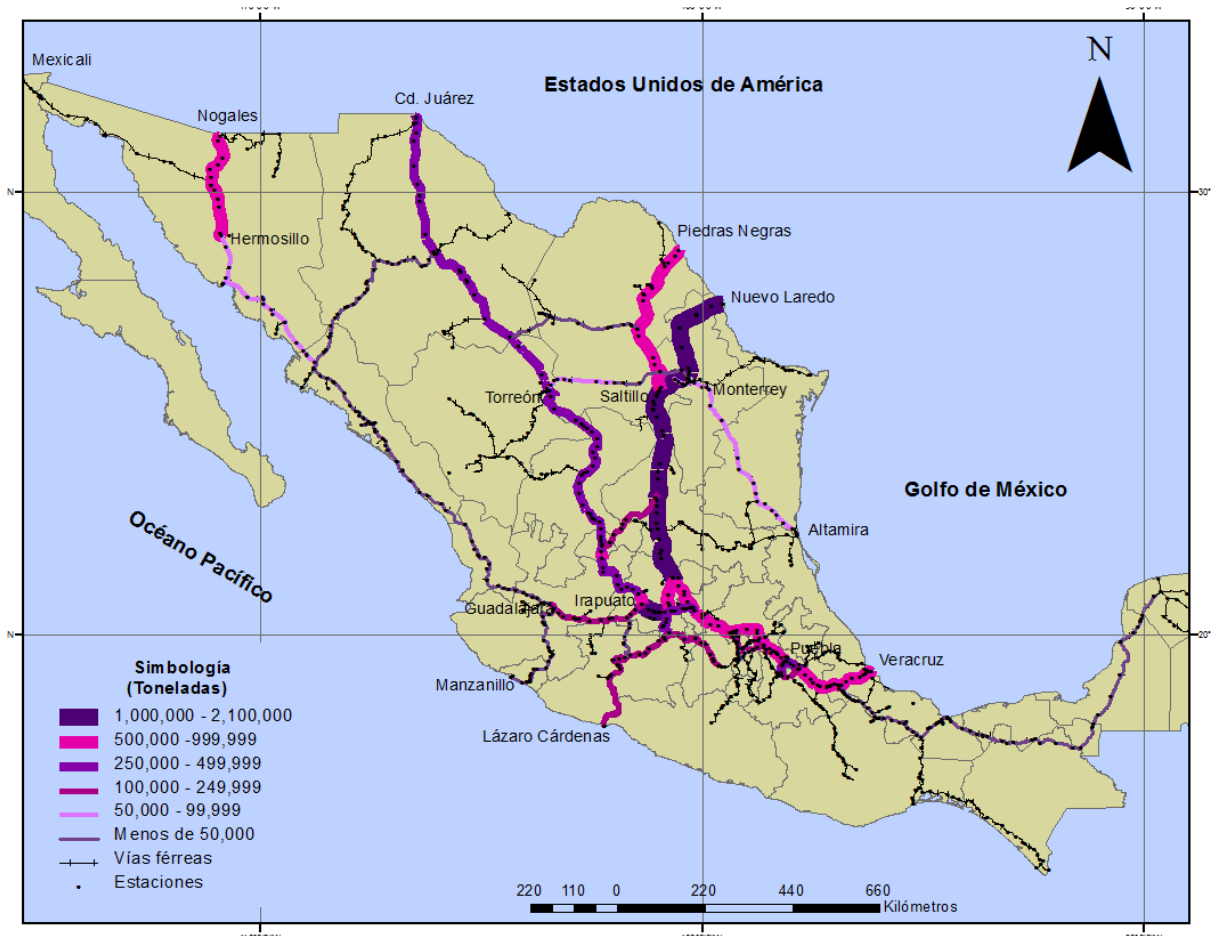 Mexicali
Estados Unidos de América
N
Cd. Juárez
Nogales
N
30°
Piedras Negras
Hermosillo
Nuevo Laredo
Torreón
Saltillo
Monterrey
Golfo de México
Océano Pacífico
Altamira
Guadalajara
Irapuato
N
20°
Puebla
Veracruz
Manzanillo
Lázaro Cárdenas
Simbología
(Toneladas)
1,000,000 - 2,100,000
500,000 -999,999
250,000 - 499,999
100,000 - 249,999
50,000 - 99,999
Menos de 50,000
Vías férreas
Estaciones
220 110 0 220 440 660
Kilómetros